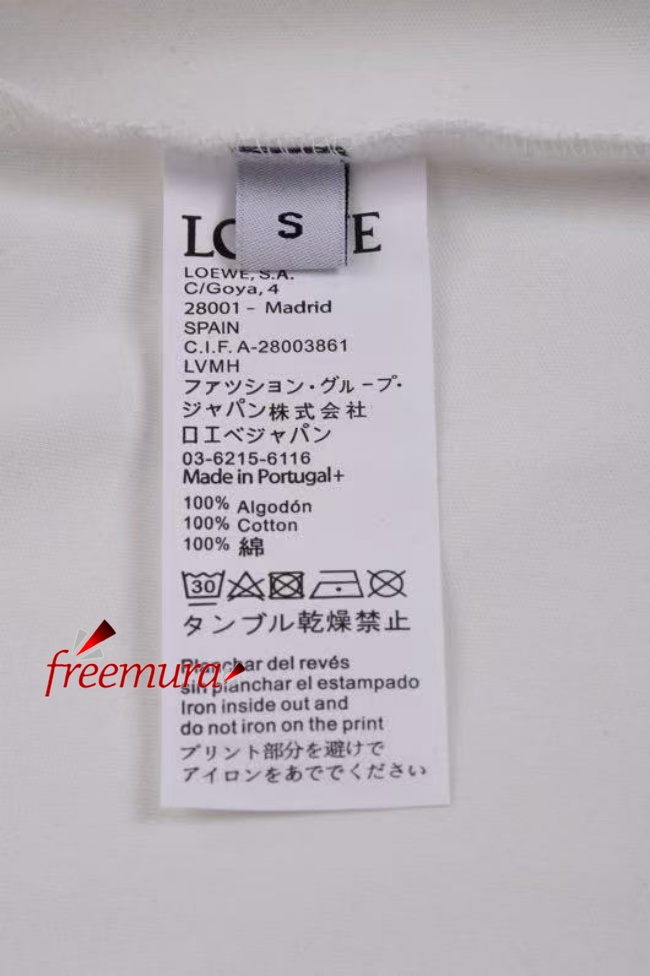 S
LOEWE
LOEWE, S.A.
C/Goya, 4
28001 - Madrid
SPAIN
C.I.F. A-28003861
LVMH
ファツション・グループ・
ジャパン株式会社
ロエベジャパン
03-6215-6116
Made in Portugal+
100% Algodón
100% Cotton
100% 綿
30
タンブル乾燥禁止
freemura
Planchar del revés
sin planchar el estampado
Iron inside out and
do not iron on the print
プリント部分を避けで
アイロンをあででください